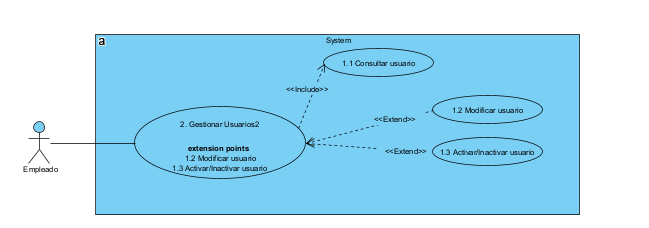 a
System
1.1 Consultar usuario
<<Include>>
1.2 Modificar usuario
<<Extend>>
2. Gestionar Usuarios2
extension points
1.2 Modificar usuario
1.3 Activar/Inactivar usuario
<<Extend>>
1.3 Activar/Inactivar usuario
Empleado